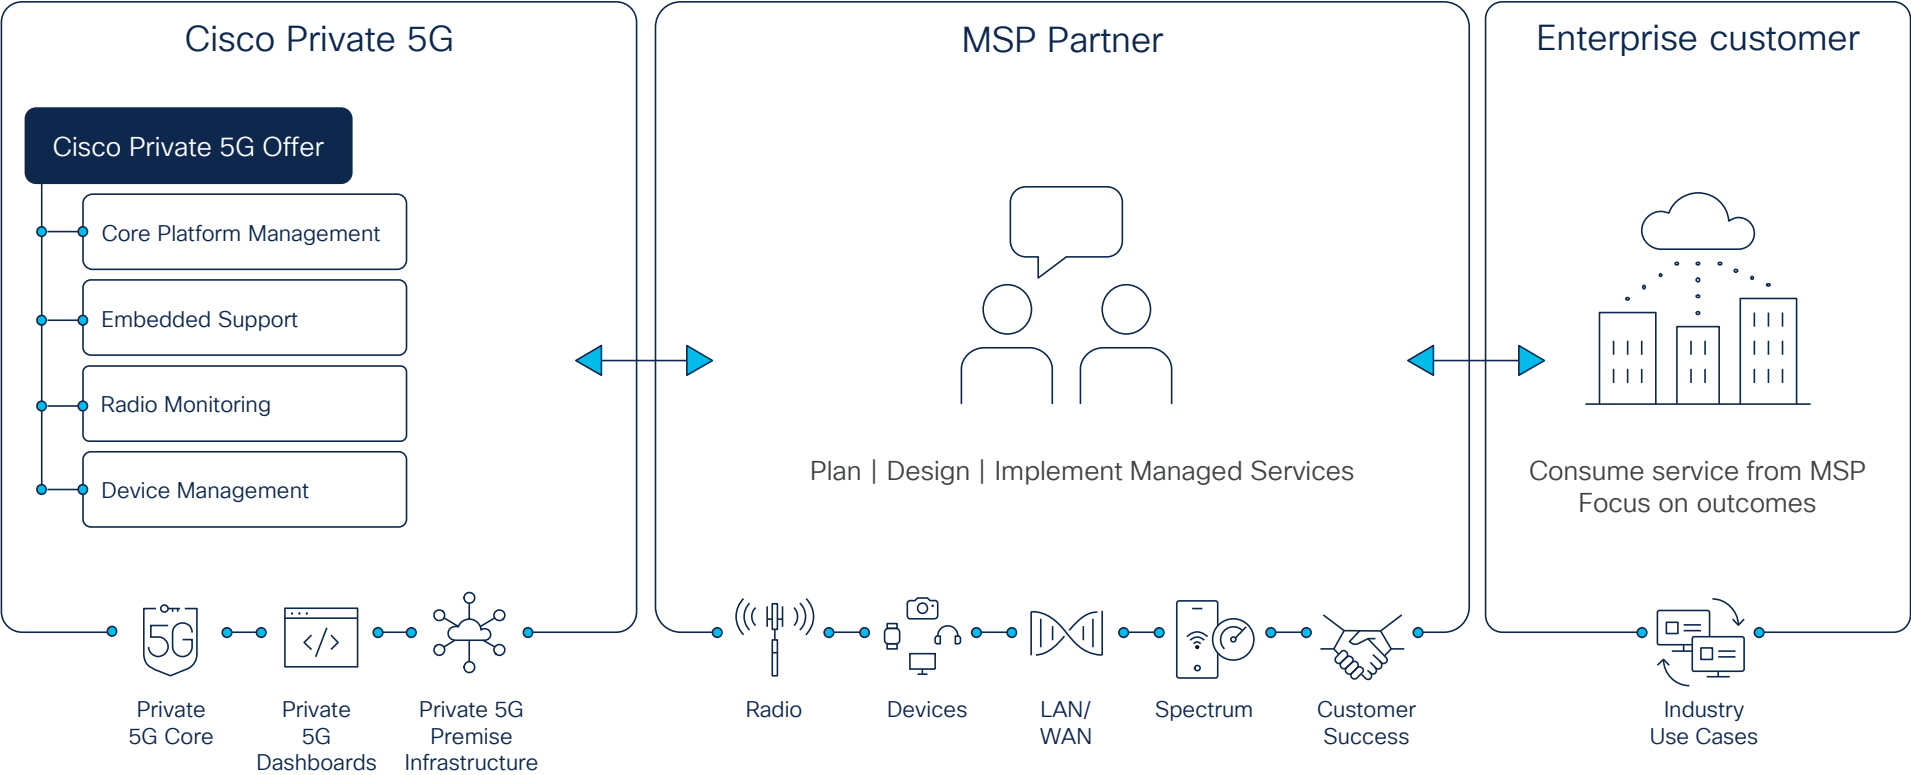 Cisco Private 5G
Cisco Private 5G Offer
Core Platform Management
Embedded Support
Radio Monitoring
Device Management
5G
</>
Private
5G Core
Private
5G
Dashboards
Private 5G
Premise
Infrastructure
MSP Partner
Plan | Design | Implement Managed Services
Radio
Devices
LAN/
WAN
Spectrum
Customer
Success
Enterprise customer
Consume service from MSP
Focus on outcomes
Industry
Use Cases